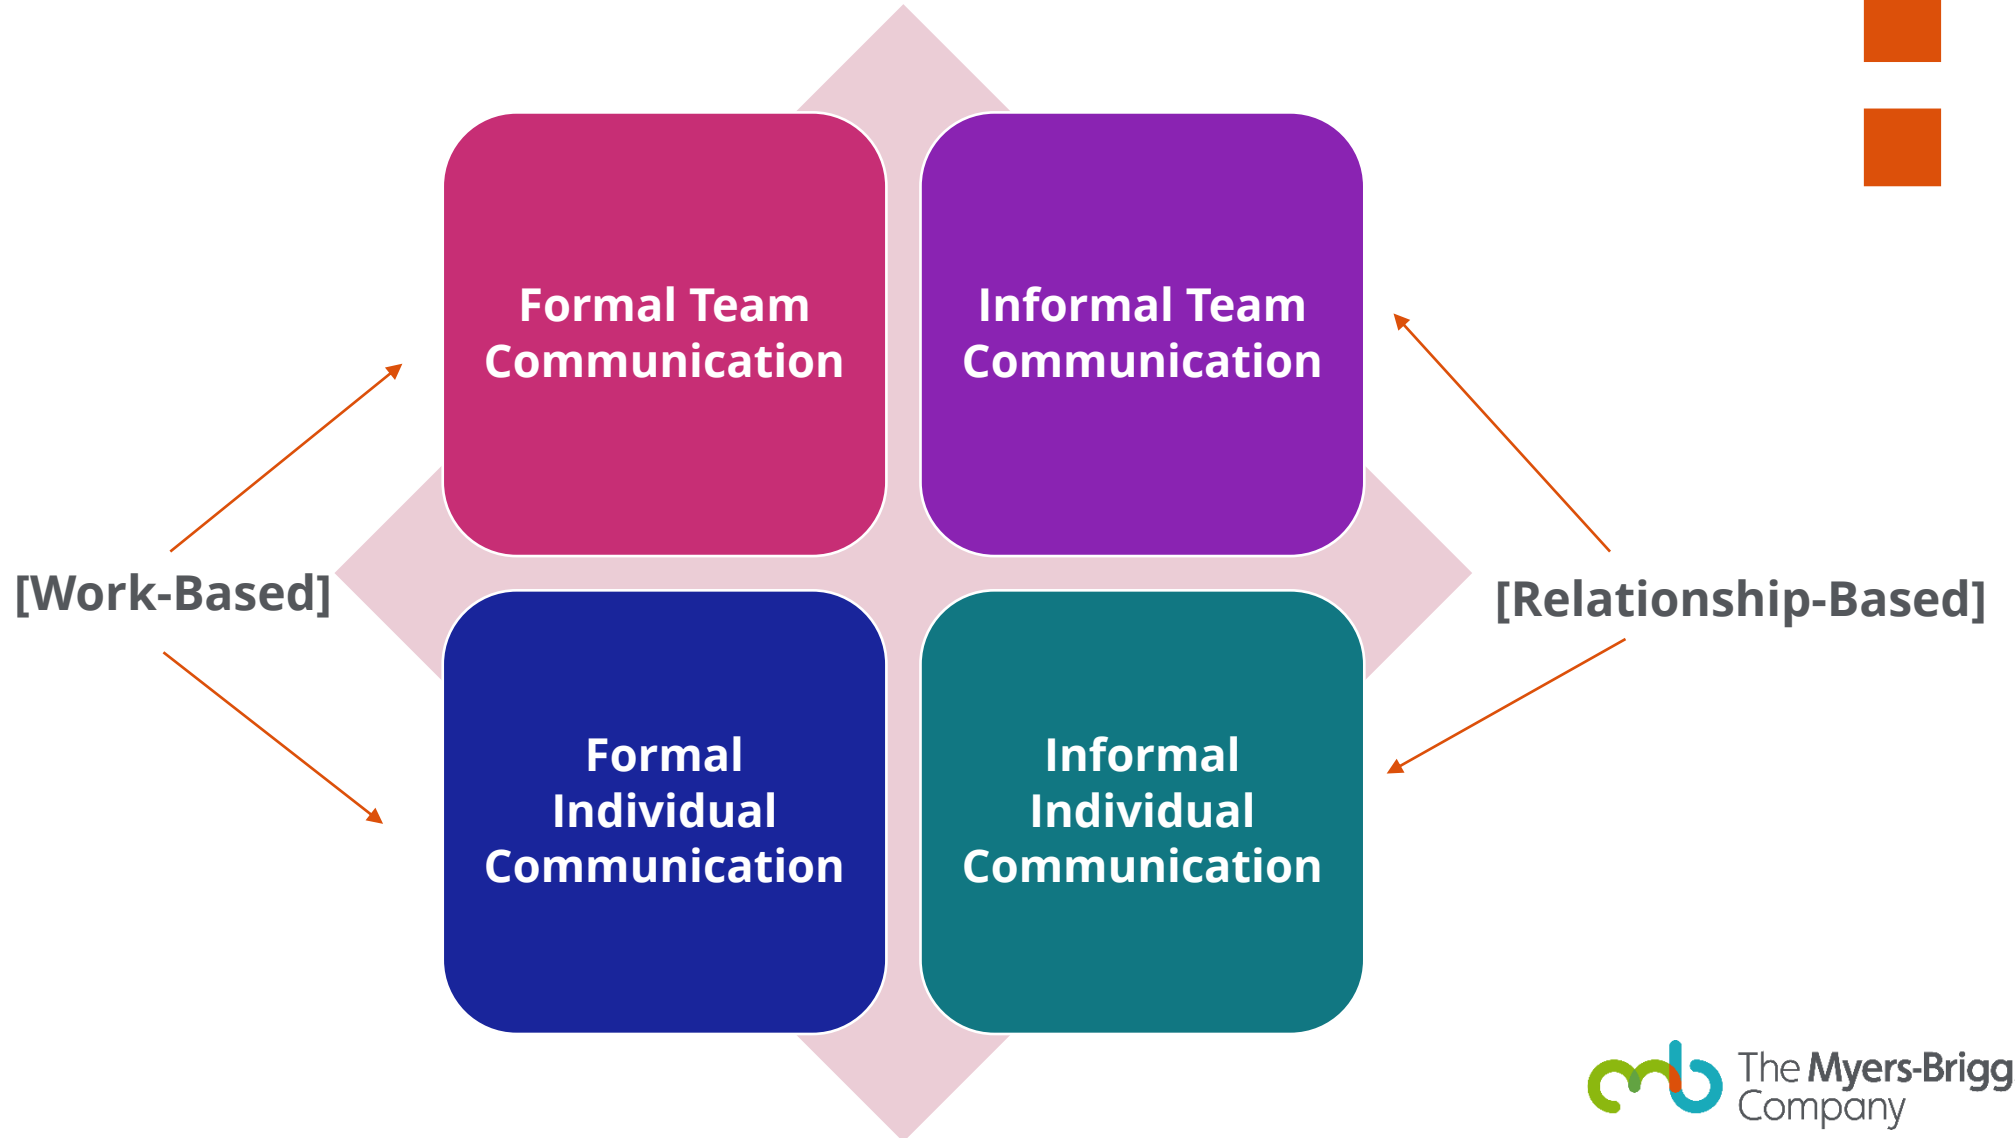 Formal Team
Communication
Informal Team
Communication
[Work-Based]
[Relationship-Based]
Formal
Individual
Communication
Informal
Individual
Communication
The Myers-Brigg
Company